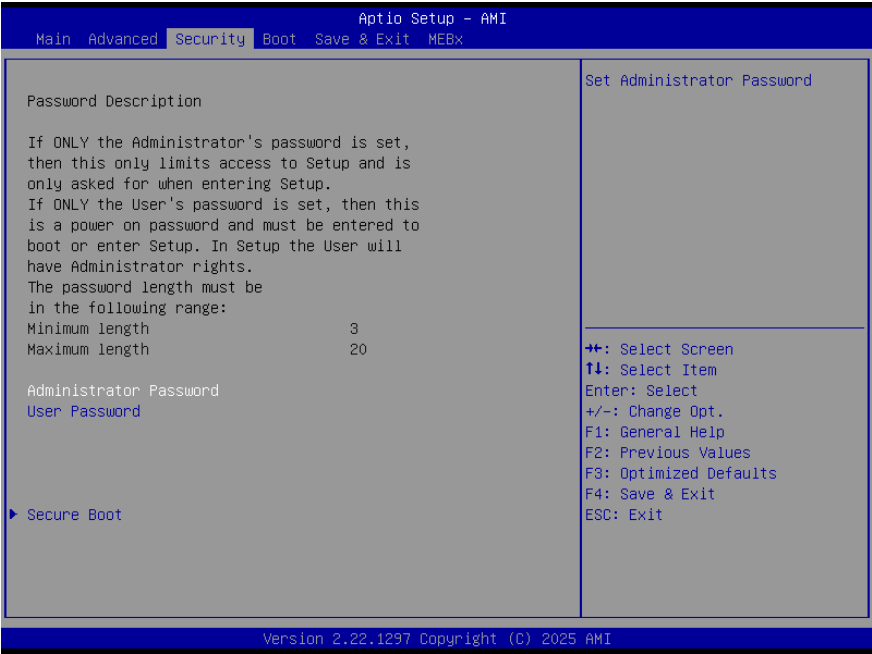 Aptio Setup – AMI
Main Advanced Security Boot Save & Exit MEBx
Set Administrator Password
Password Description
If ONLY the Administrator's password is set,
then this only limits access to Setup and is
only asked for when entering Setup.
If ONLY the User's password is set, then this
is a power on password and must be entered to
boot or enter Setup. In Setup the User will
have Administrator rights.
The password length must be
in the following range:
Minimum length 3
Maximum length 20
Administrator Password
User Password
Secure Boot
→←: Select Screen
↑↓: Select Item
Enter: Select
+/-: Change Opt.
F1: General Help
F2: Previous Values
F3: Optimized Defaults
F4: Save & Exit
ESC: Exit
Version 2.22.1297 Copyright (C) 2025 AMI